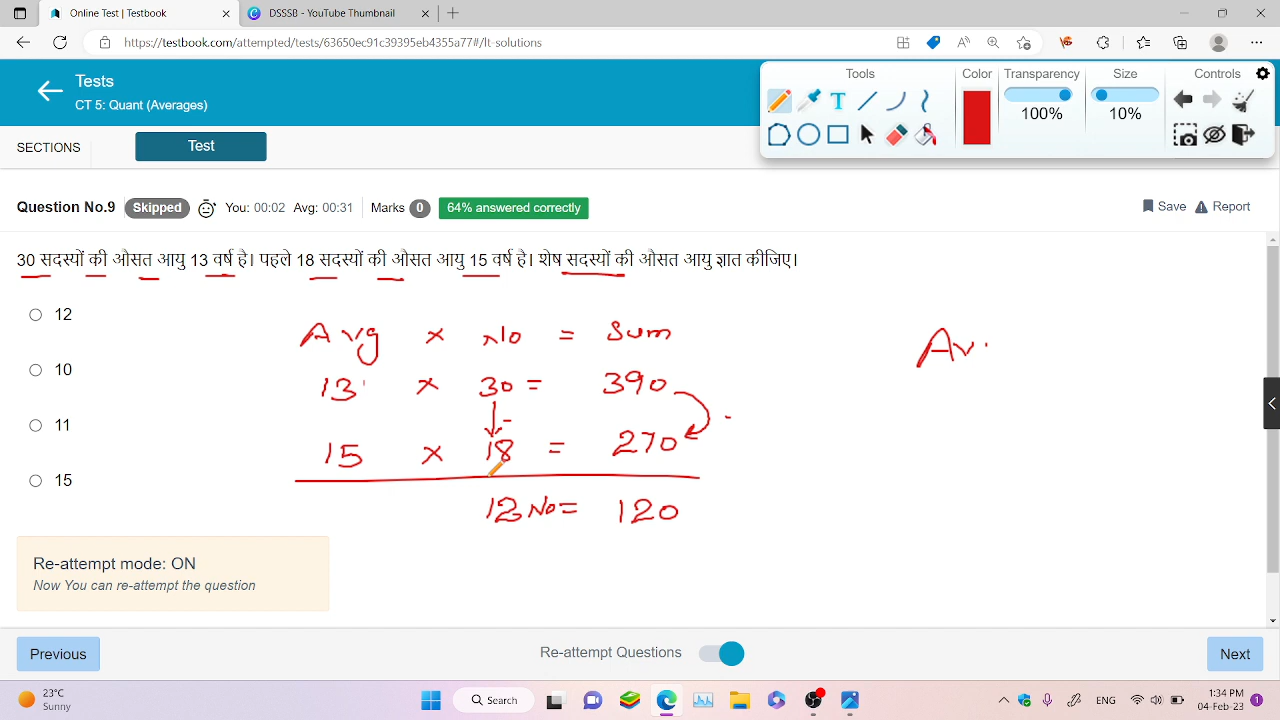 Online Test | Testbook
DSSSB - YouTube Thumbnail
https://testbook.com/attempted/tests/63650ec91c39395eb4355a77#/lt-solutions
Tests
CT 5: Quant (Averages)
Tools
Color
Transparency
Size
Controls
100%
10%
SECTIONS
Test
Question No.9 Skipped You: 00:02 Avg: 00:31 Marks 0 64% answered correctly
Save Report
30 सदस्यों की औसत आयु 13 वर्ष है। पहले 18 सदस्यों की औसत आयु 15 वर्ष है। शेष सदस्यों की औसत आयु ज्ञात कीजिए।
12
10
11
15
Avg × No = Sum
13 × 30 = 390
-
15 × 18 = 270
12 No = 120
Av.
Re-attempt mode: ON
Now You can re-attempt the question
Previous
Re-attempt Questions
Next
23°C
Sunny
Search
ENG
1:34 PM
04-Feb-23
1